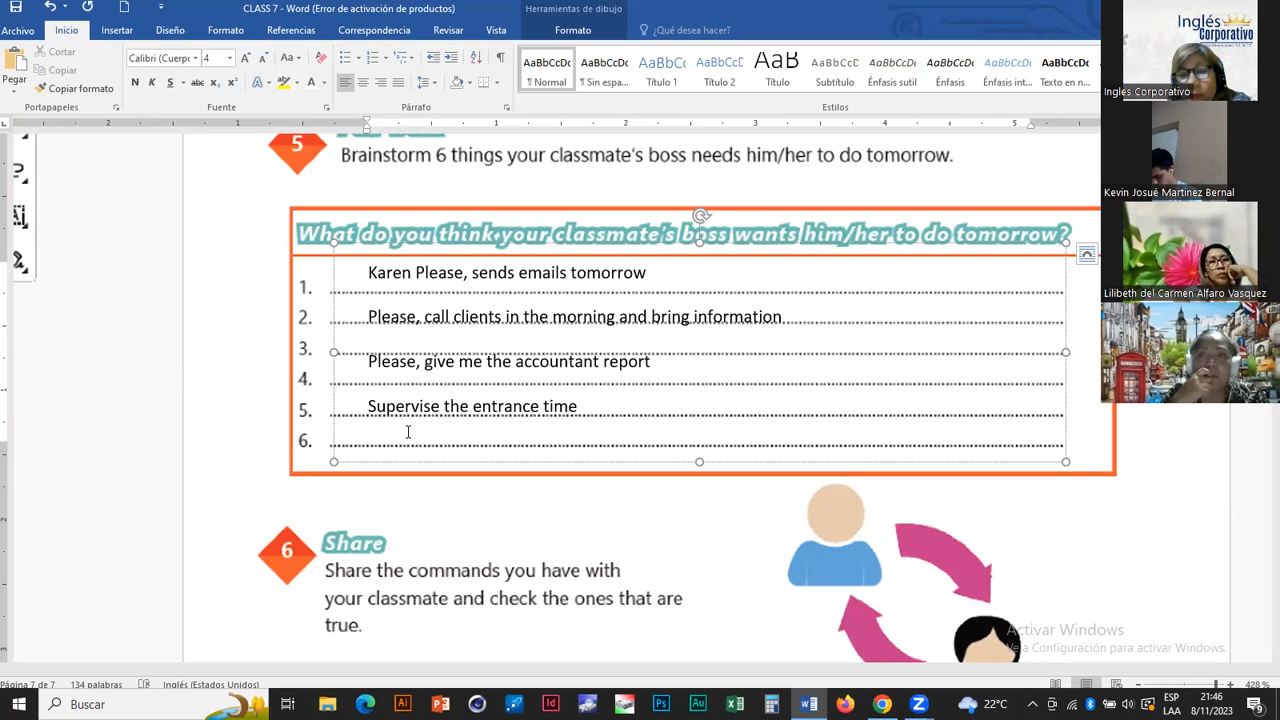 CLASS 7 - Word (Error de activación de productos)
Herramientas de dibujo
Archivo
Inicio
Insertar
Diseño
Formato
Referencias
Correspondencia
Revisar
Vista
Formato
¿Qué desea hacer?
Pegar
Cortar
Copiar
Copiar formato
Portapapeles
Calibri (Cuerpo
4
Fuente
Párrafo
¶ Normal
¶ Sin espa...
Título 1
Título 2
Título
Subtítulo
Énfasis sutil
Énfasis
Énfasis int...
Texto en n...
Estilos
Inglés
Corporativo
Ingles Corporativo
Kevin Josué Martinez Bernal
Lilibeth del Carmen Alfaro Vasquez
5
Brainstorm 6 things your classmate's boss needs him/her to do tomorrow.
What do you think your classmate's boss wants him/her to do tomorrow?
1. Karen Please, sends emails tomorrow
2. Please, call clients in the morning and bring information
3.
Please, give me the accountant report
4.
5. Supervise the entrance time
6.
6
Share
Share the commands you have with
your classmate and check the ones that are
true.
Activar Windows
Ve a Configuración para activar Windows.
Página 7 de 7
134 palabras
Inglés (Estados Unidos)
428 %
Buscar
22°C
ESP
LAA
21:46
8/11/2023